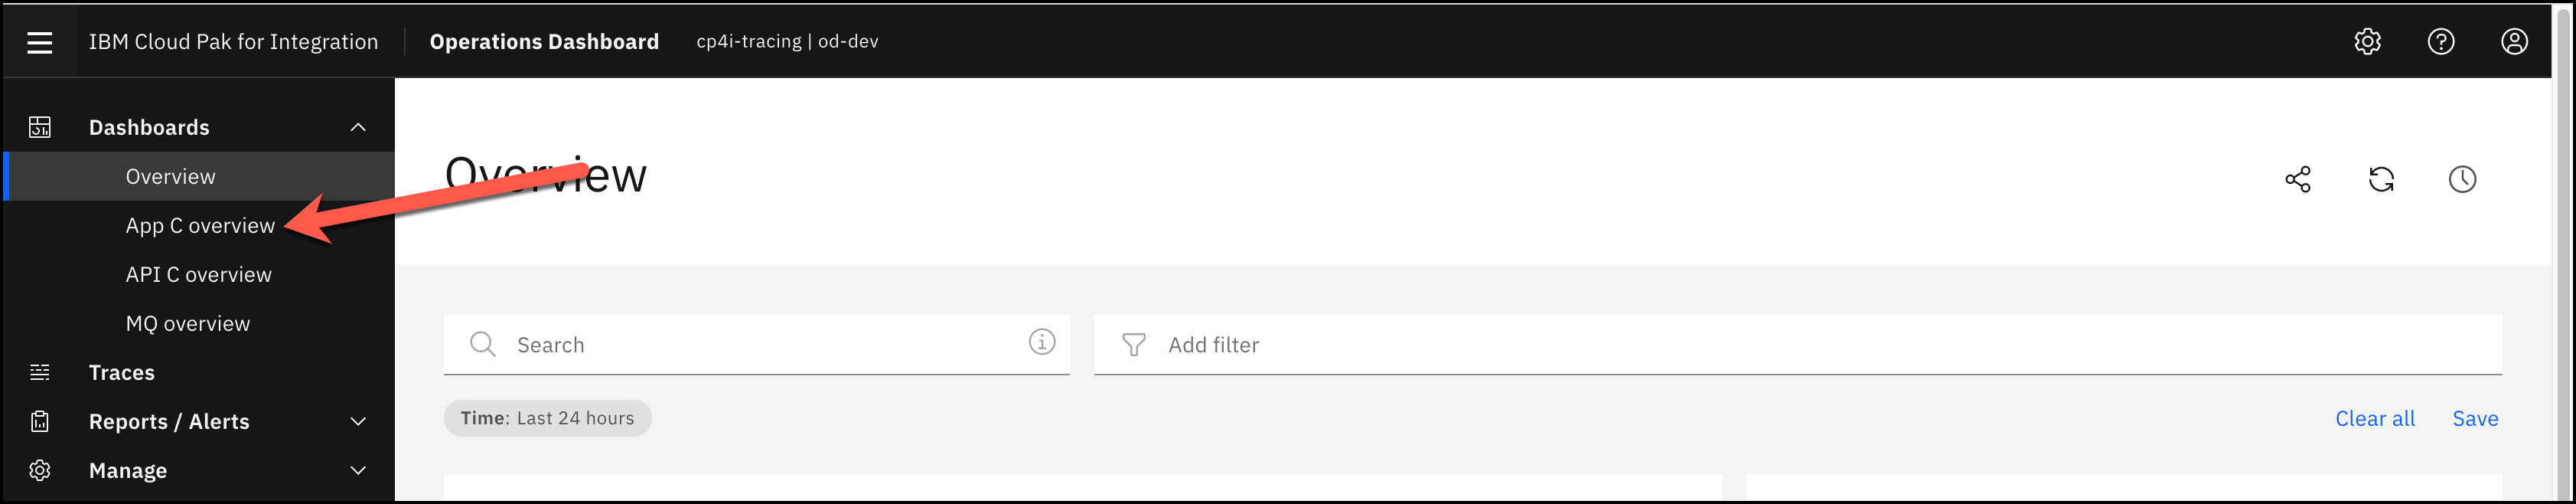 IBM Cloud Pak for Integration Operations Dashboard cp4i-tracing | od-dev
Dashboards
Overview
App C overview
API C overview
MQ overview
Traces
Reports / Alerts
Manage
Overview
Search
Add filter
Time: Last 24 hours
Clear all
Save